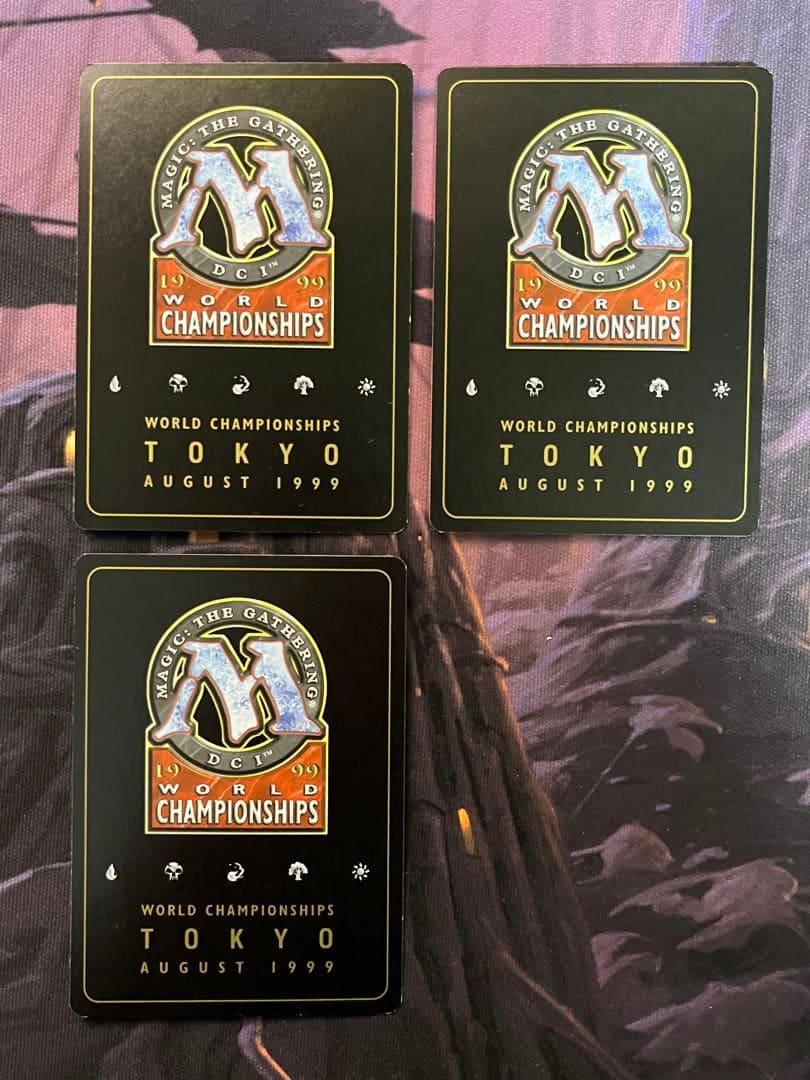 MAGIC: THE GATHERING®
M
DCI™
19 99
WORLD
CHAMPIONSHIPS
WORLD CHAMPIONSHIPS
TOKYO
AUGUST 1999
MAGIC: THE GATHERING®
M
DCI™
19 99
WORLD
CHAMPIONSHIPS
WORLD CHAMPIONSHIPS
TOKYO
AUGUST 1999
MAGIC: THE GATHERING®
M
DCI™
19 99
WORLD
CHAMPIONSHIPS
WORLD CHAMPIONSHIPS
TOKYO
AUGUST 1999